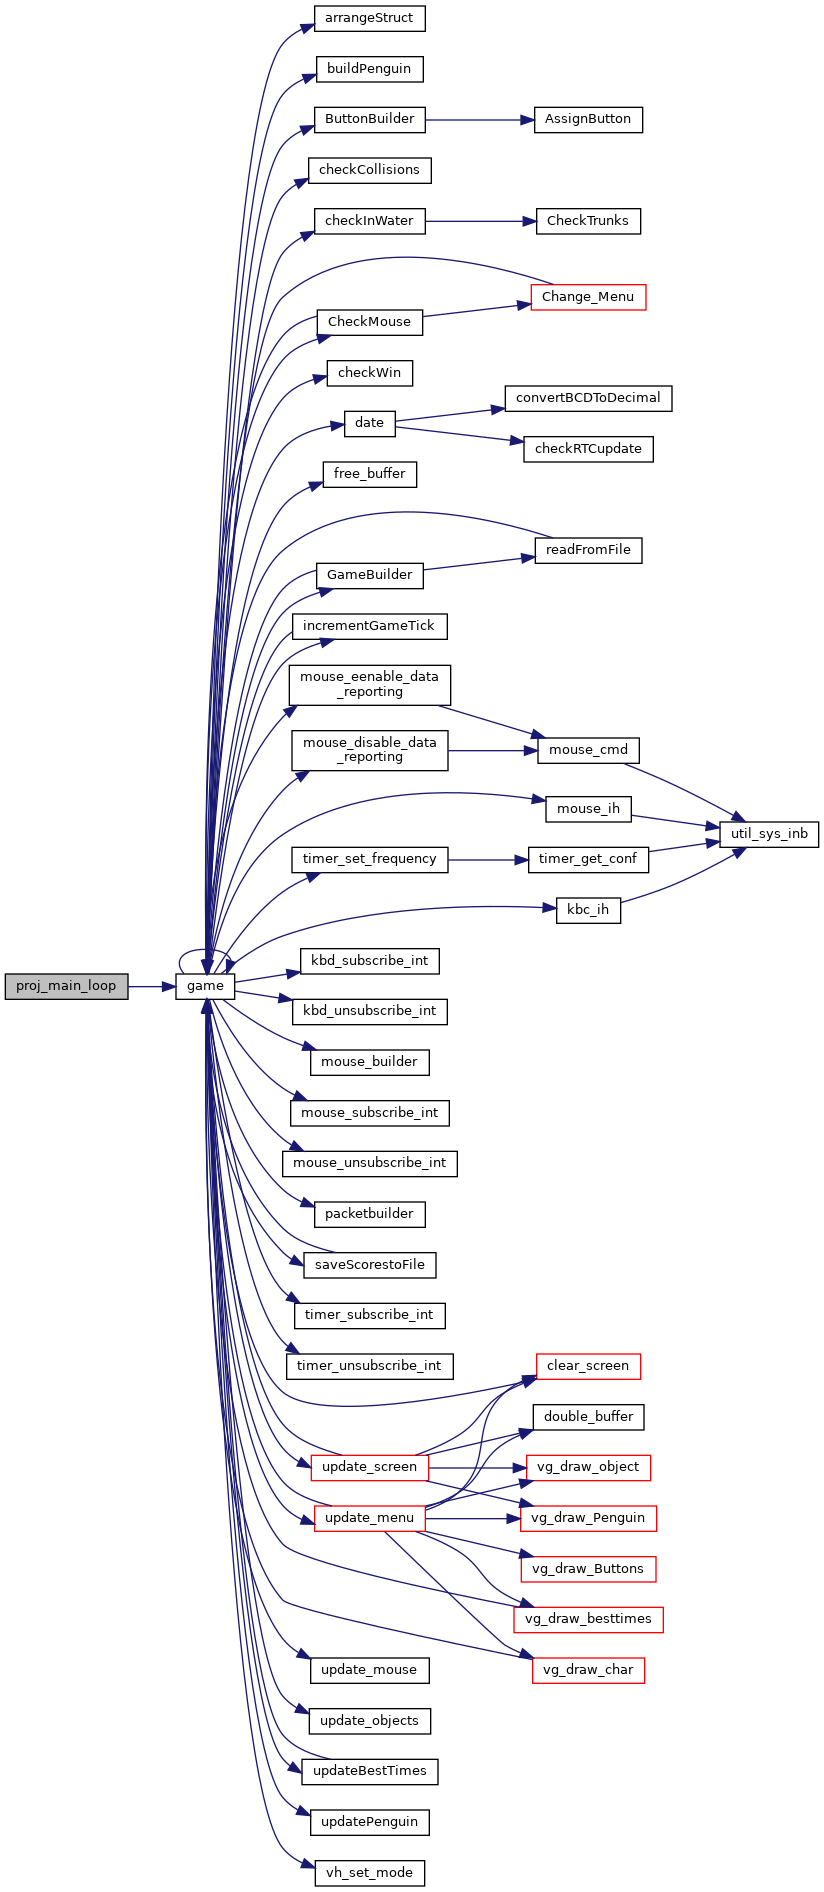 arrangeStruct
buildPenguin
ButtonBuilder
AssignButton
checkCollisions
checkInWater
CheckTrunks
Change_Menu
CheckMouse
checkWin
convertBCDToDecimal
date
checkRTCupdate
free_buffer
readFromFile
GameBuilder
incrementGameTick
mouse_eenable_data
_reporting
mouse_disable_data
_reporting
mouse_cmd
mouse_ih
util_sys_inb
timer_set_frequency
timer_get_conf
kbc_ih
kbd_subscribe_int
proj_main_loop
game
kbd_unsubscribe_int
mouse_builder
mouse_subscribe_int
mouse_unsubscribe_int
packetbuilder
saveScorestoFile
timer_subscribe_int
timer_unsubscribe_int
clear_screen
double_buffer
update_screen
vg_draw_object
update_menu
vg_draw_Penguin
vg_draw_Buttons
vg_draw_besttimes
update_mouse
vg_draw_char
update_objects
updateBestTimes
updatePenguin
vh_set_mode